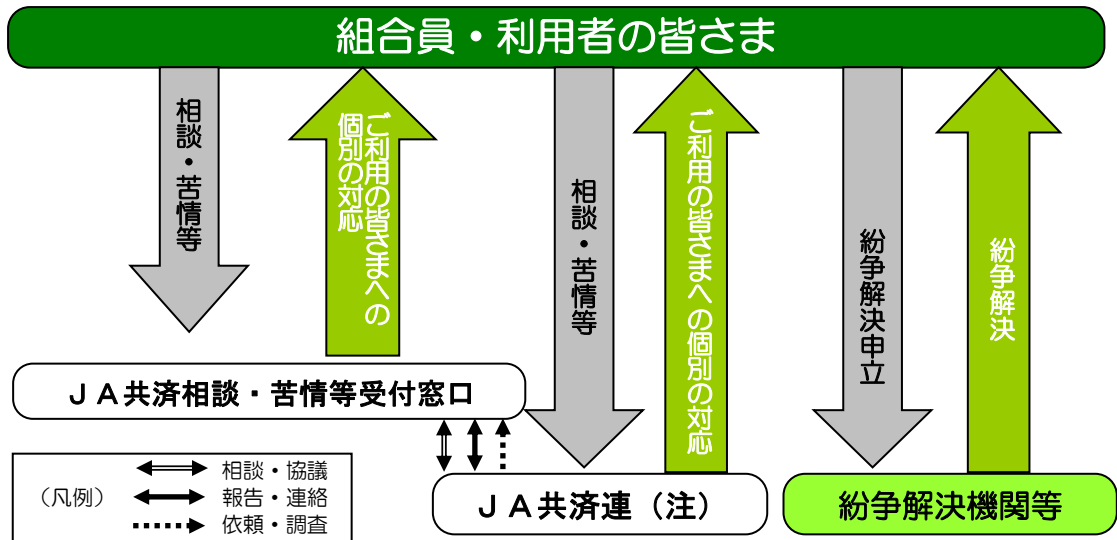 組合員・利用者の皆さま
相談・苦情等
ご利用の皆さまへの
個別の対応
相談・苦情等
ご利用の皆さまへの個別の対応
紛争解決申立
紛争解決
ＪＡ共済相談・苦情等受付窓口
（凡例）
相談・協議
報告・連絡
依頼・調査
ＪＡ共済連（注）
紛争解決機関等